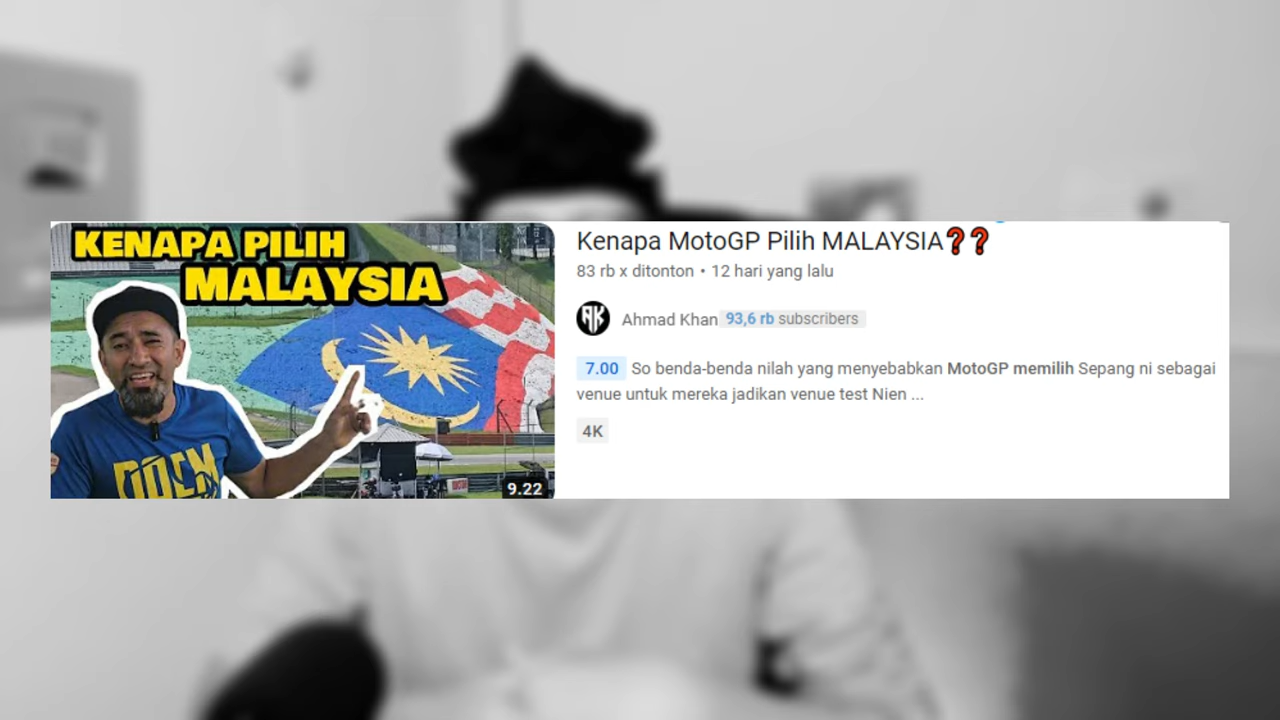 KENAPA PILIH
MALAYSIA
9.22
Kenapa MotoGP Pilih MALAYSIA❓❓
83 rb x ditonton • 12 hari yang lalu
AK
Ahmad Khan 93,6 rb subscribers
7.00 So benda-benda nilah yang menyebabkan MotoGP memilih Sepang ni sebagai
venue untuk mereka jadikan venue test Nien ...
4K